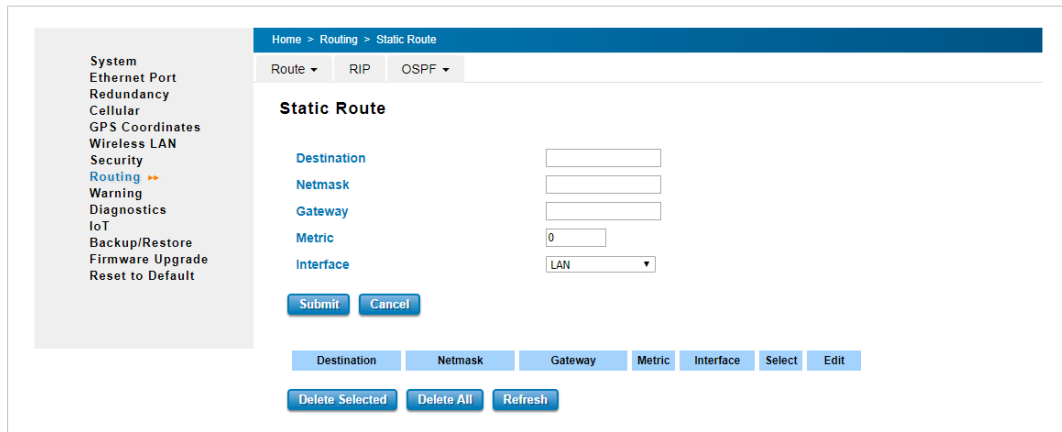 System
Ethernet Port
Redundancy
Cellular
GPS Coordinates
Wireless LAN
Security
Routing
Warning
Diagnostics
IoT
Backup/Restore
Firmware Upgrade
Reset to Default
Home > Routing > Static Route
Route RIP OSPF
Static Route
Destination
Netmask
Gateway
Metric 0
Interface LAN
Submit Cancel
Destination Netmask Gateway Metric Interface Select Edit
Delete Selected Delete All Refresh